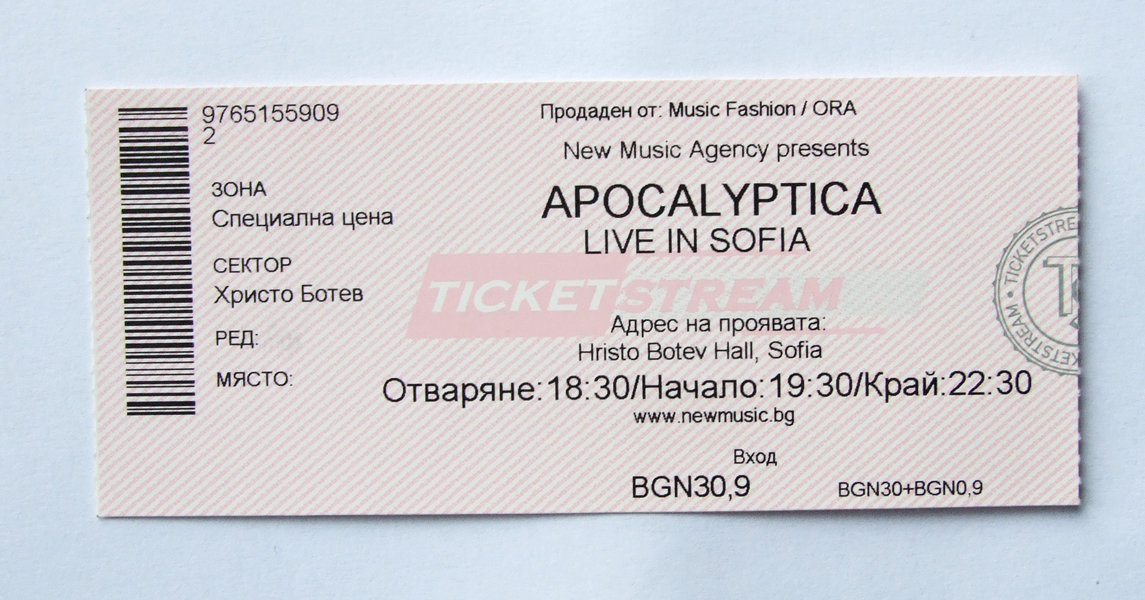 9765155909
2
ЗОНА
Специална цена
СЕКТОР
Христо Ботев
РЕД:
МЯСТО:
Продаден от: Music Fashion / ORA
New Music Agency presents
APOCALYPTICA
LIVE IN SOFIA
TICKETSTREAM
Адрес на проявата:
Hristo Botev Hall, Sofia
Отваряне:18:30/Начало:19:30/Край:22:30
www.newmusic.bg
Вход
BGN30,9
BGN30+BGN0,9
TICKETSTRE
TS
TICKETSTREAM